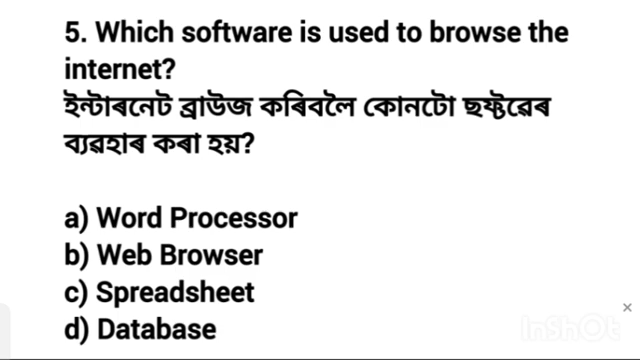 5. Which software is used to browse the
internet?
ইন্টাৰনেট ব্ৰাউজ কৰিবলৈ কোনটো ছফ্টৱেৰ
ব্যৱহাৰ কৰা হয়?
a) Word Processor
b) Web Browser
c) Spreadsheet
d) Database
InShOt